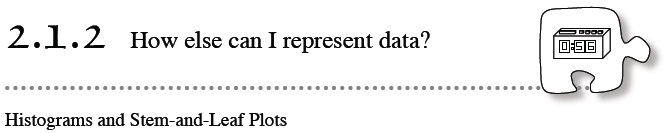 2.1.2 How else can I represent data?
0:56
Histograms and Stem-and-Leaf Plots